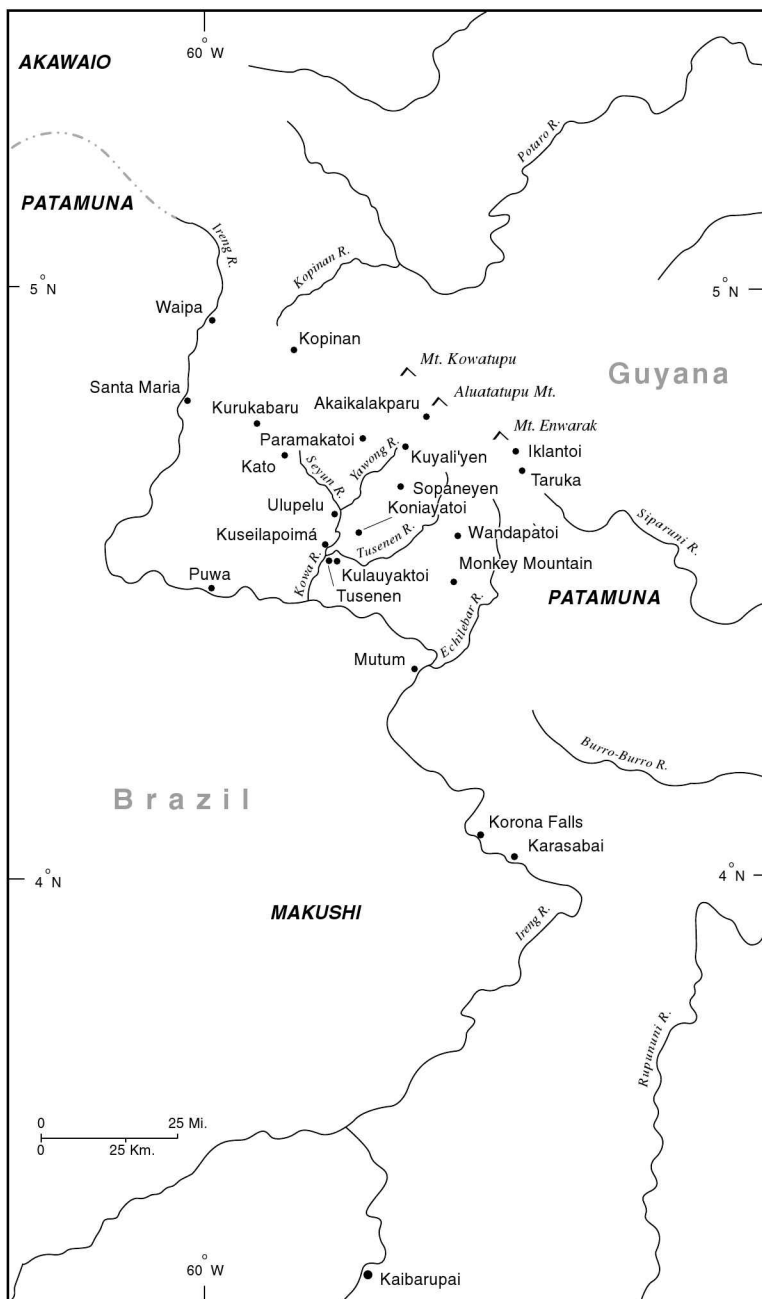 60° W
AKAWAIO
Potaro R.
PATAMUNA
Ireng R.
Kopinan R.
5° N
5° N
Waipa
Kopinan
Mt. Kowatupu
Guyana
Santa Maria
Aluatatupu Mt.
Akaikalakparu
Kurukabaru
Mt. Enwarak
Paramakatoi
Iklantoi
Kato
Seyun R.
Yawong R.
Kuyali'yen
Taruka
Sopaneyen
Ulupelu
Koniayatoi
Siparuni R.
Kuseilapoimá
Tusenen R.
Wandapàtoi
Kowa R.
Monkey Mountain
Puwa
Kulauyaktoi
Tusenen
PATAMUNA
Echilebar R.
Mutum
Burro-Burro R.
Brazil
Korona Falls
Karasabai
4° N
4° N
MAKUSHI
Ireng R.
Rupununi R.
0 25 Mi.
0 25 Km.
60° W
Kaibarupai